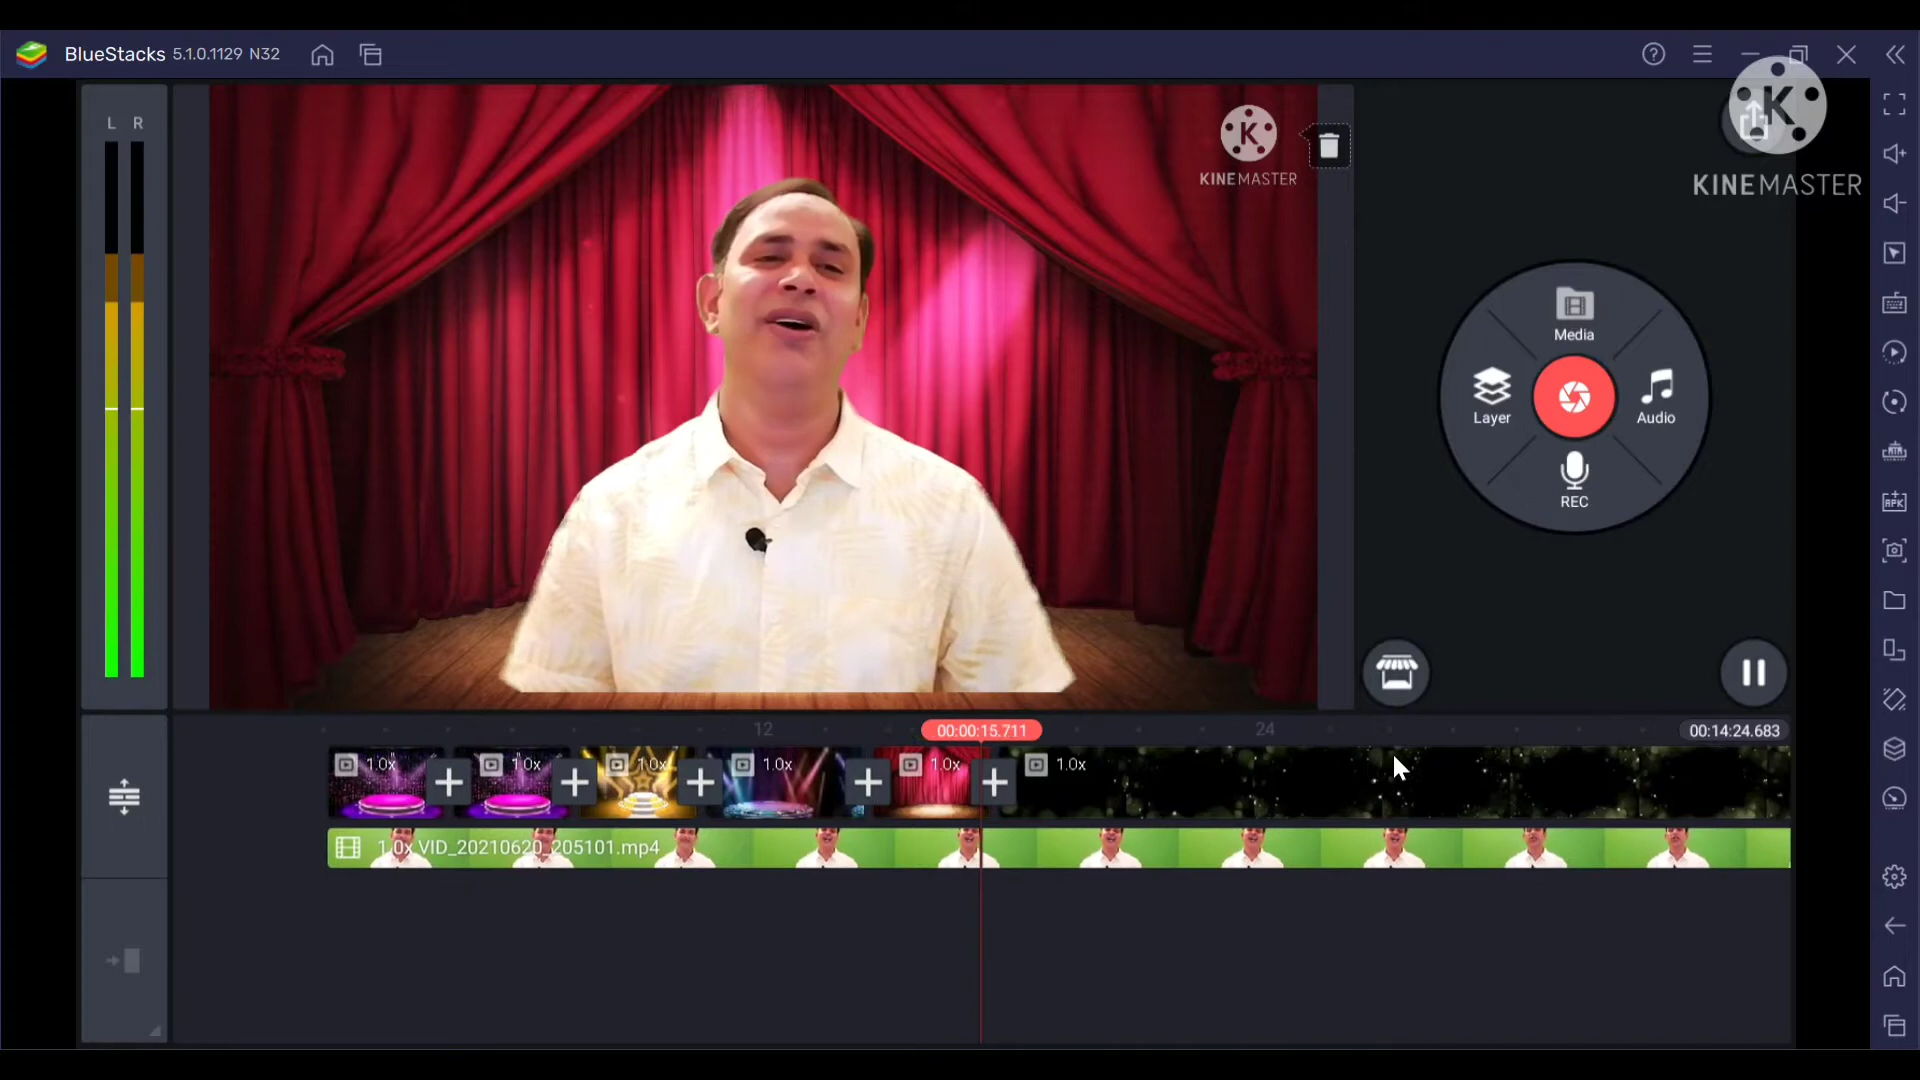 BlueStacks 5.1.0.1129 N32
L R
KINEMASTER
KINEMASTER
Media
Layer
Audio
REC
12
00:00:15.711
24
00:14:24.683
1.0x
1.0x
1.0x
1.0x
1.0x
1.0x
1.0x VID_20210620_205101.mp4